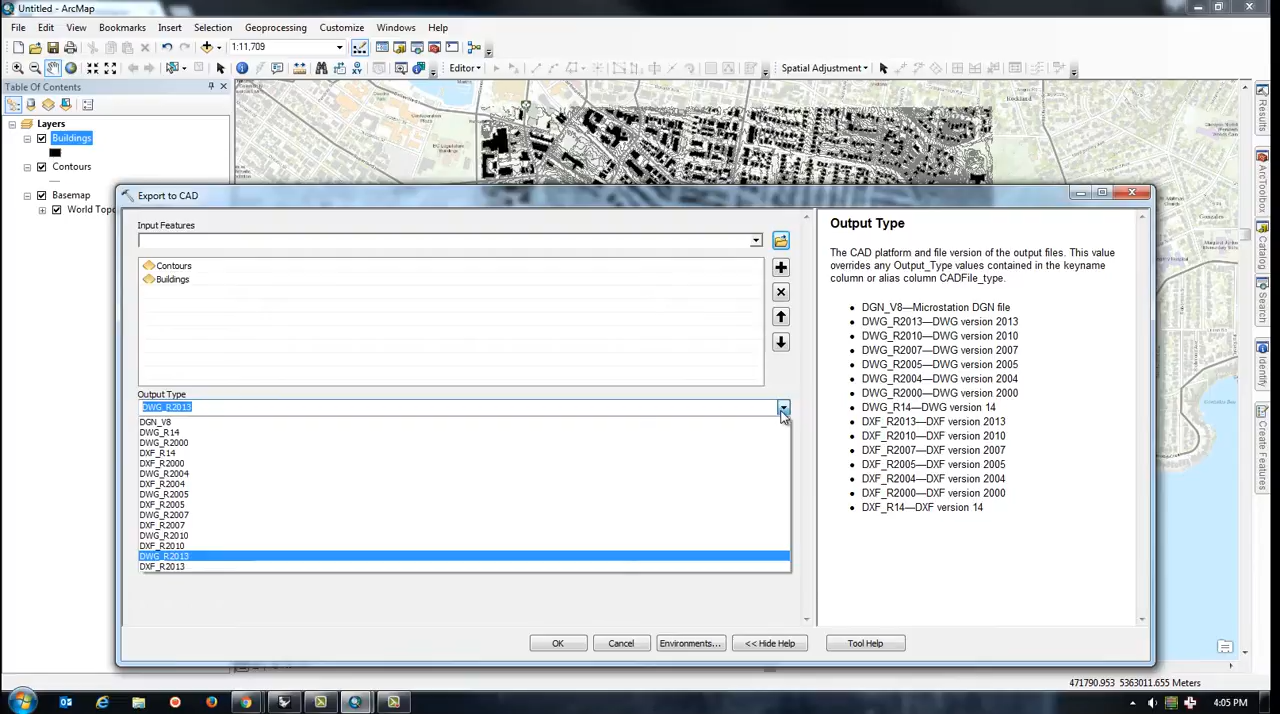 Untitled - ArcMap
File Edit View Bookmarks Insert Selection Geoprocessing Customize Windows Help
1:11,709
Editor Spatial Adjustment
Table Of Contents
Layers
Buildings
Contours
Basemap
World Topo
Rockland
Results
ArcToolbox
Catalog
Search
Identify
Create Features
Export to CAD
Input Features
Contours
Buildings
Output Type
DWG_R2013
DGN_V8
DWG_R14
DWG_R2000
DXF_R14
DXF_R2000
DWG_R2004
DXF_R2004
DWG_R2005
DXF_R2005
DWG_R2007
DXF_R2007
DWG_R2010
DXF_R2010
DWG_R2013
DXF_R2013
OK Cancel Environments... << Hide Help Tool Help
Output Type
The CAD platform and file version of the output files. This value
overrides any Output_Type values contained in the keyname
column or alias column CADFile_type.
• DGN_V8—Microstation DGN file
• DWG_R2013—DWG version 2013
• DWG_R2010—DWG version 2010
• DWG_R2007—DWG version 2007
• DWG_R2005—DWG version 2005
• DWG_R2004—DWG version 2004
• DWG_R2000—DWG version 2000
• DWG_R14—DWG version 14
• DXF_R2013—DXF version 2013
• DXF_R2010—DXF version 2010
• DXF_R2007—DXF version 2007
• DXF_R2005—DXF version 2005
• DXF_R2004—DXF version 2004
• DXF_R2000—DXF version 2000
• DXF_R14—DXF version 14
471790.953 5363011.655 Meters
4:05 PM